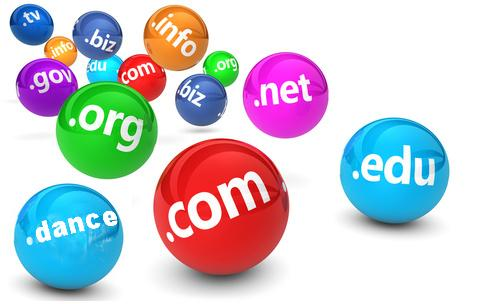 .tv
.biz
.info
.info
.gov
.edu
.com
.org
.biz
.net
.org
.edu
.com
.dance